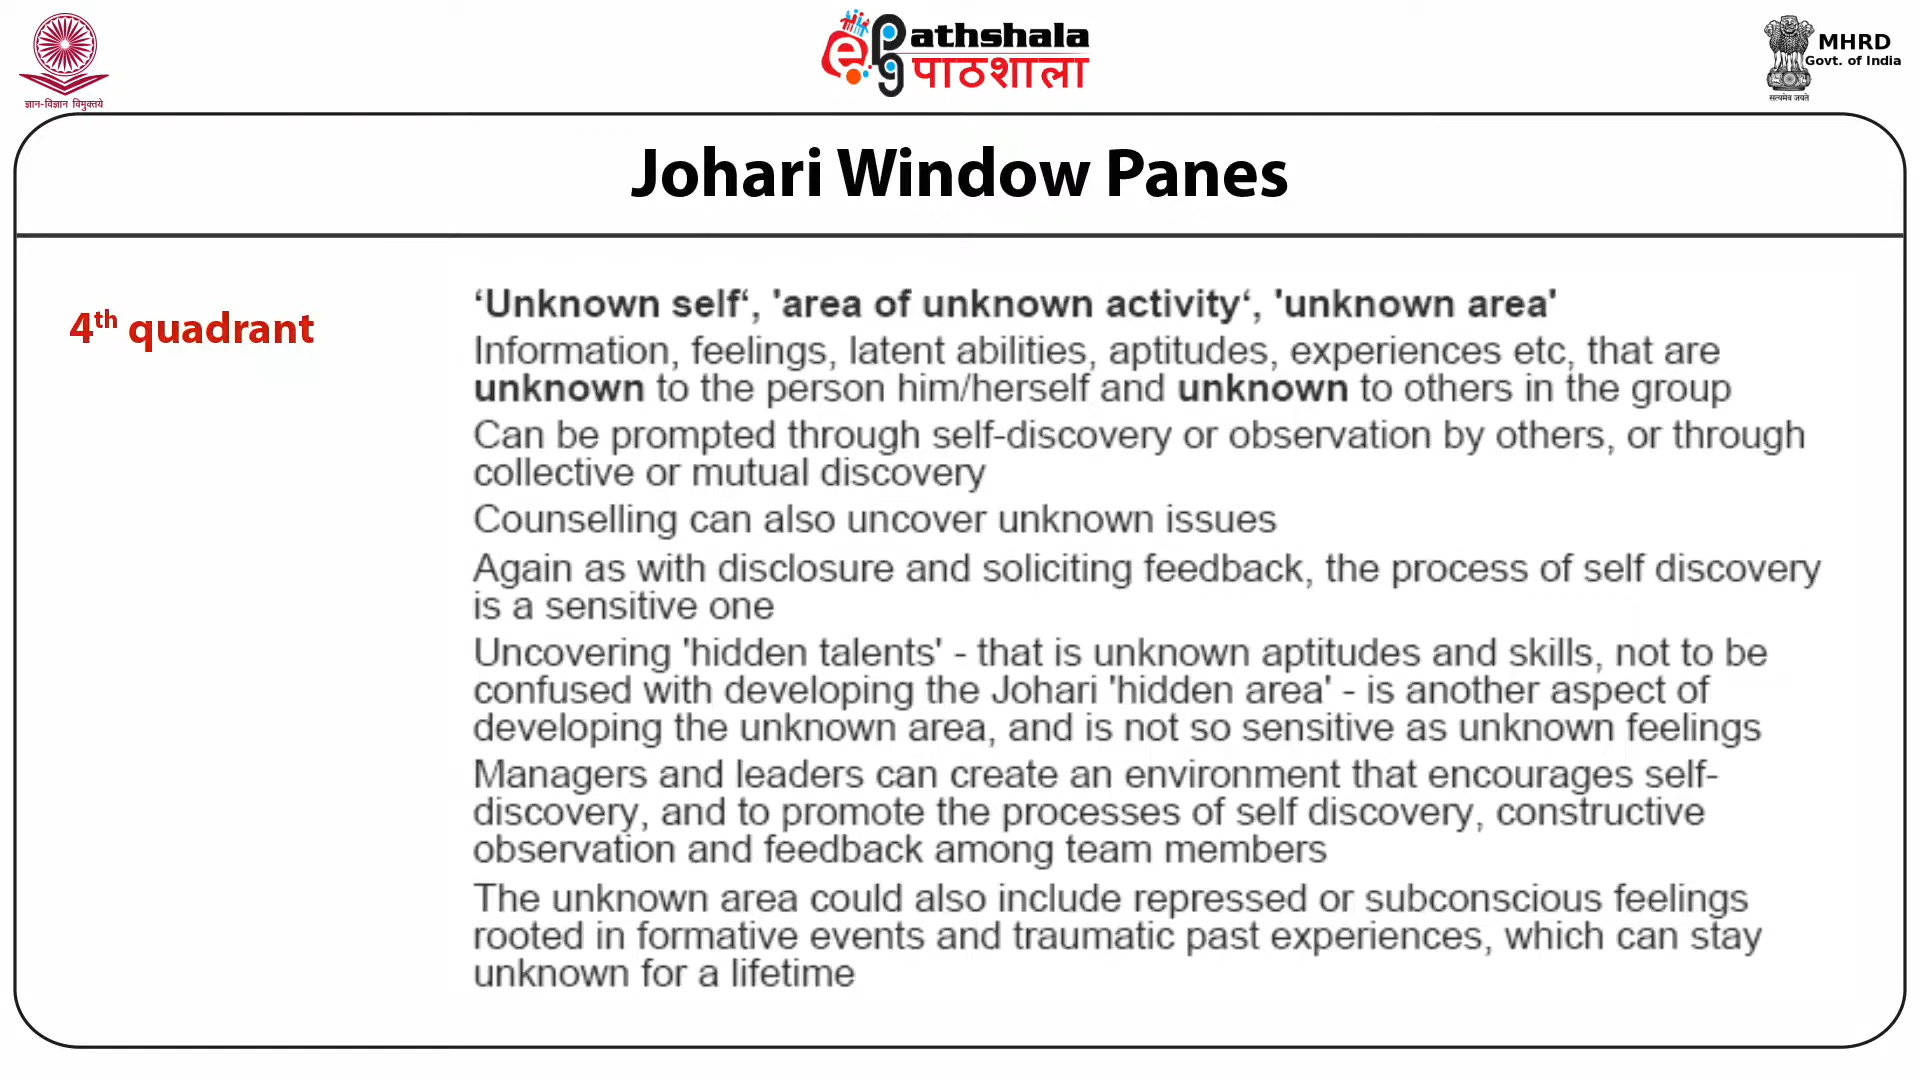 ज्ञान-विज्ञान विमुक्तये
ePathshala
पाठशाला
MHRD
Govt. of India
सत्यमेव जयते
Johari Window Panes
4th quadrant
‘Unknown self‘, 'area of unknown activity‘, 'unknown area'
Information, feelings, latent abilities, aptitudes, experiences etc, that are
unknown to the person him/herself and unknown to others in the group
Can be prompted through self-discovery or observation by others, or through
collective or mutual discovery
Counselling can also uncover unknown issues
Again as with disclosure and soliciting feedback, the process of self discovery
is a sensitive one
Uncovering 'hidden talents' - that is unknown aptitudes and skills, not to be
confused with developing the Johari 'hidden area' - is another aspect of
developing the unknown area, and is not so sensitive as unknown feelings
Managers and leaders can create an environment that encourages self-
discovery, and to promote the processes of self discovery, constructive
observation and feedback among team members
The unknown area could also include repressed or subconscious feelings
rooted in formative events and traumatic past experiences, which can stay
unknown for a lifetime